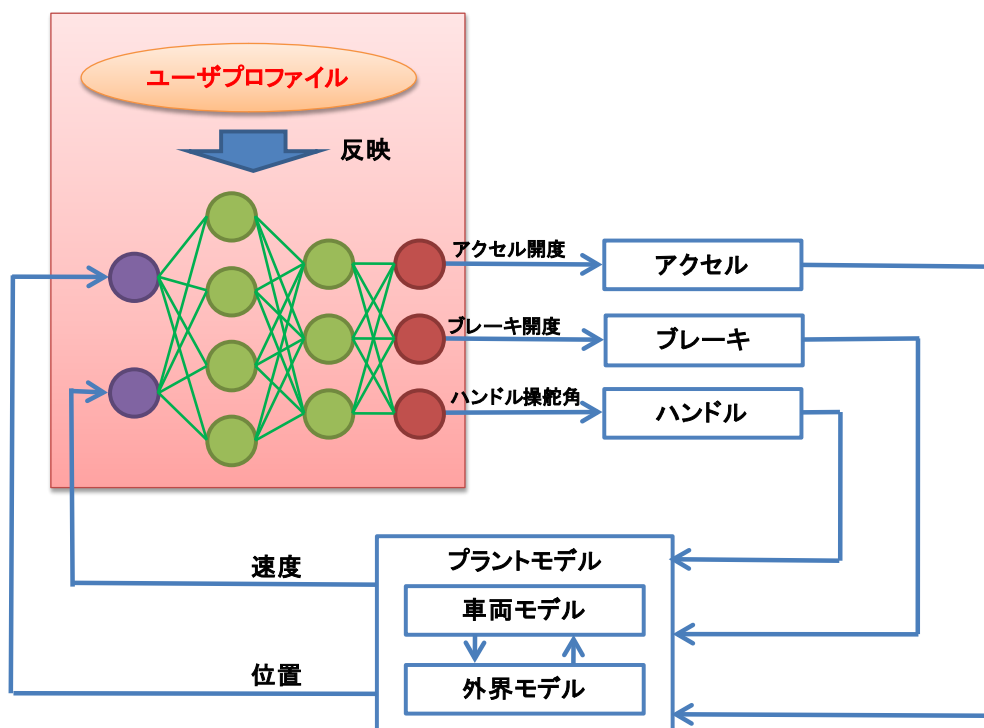 ユーザプロファイル
反映
アクセル開度
アクセル
ブレーキ開度
ブレーキ
ハンドル操舵角
ハンドル
プラントモデル
速度
車両モデル
位置
外界モデル